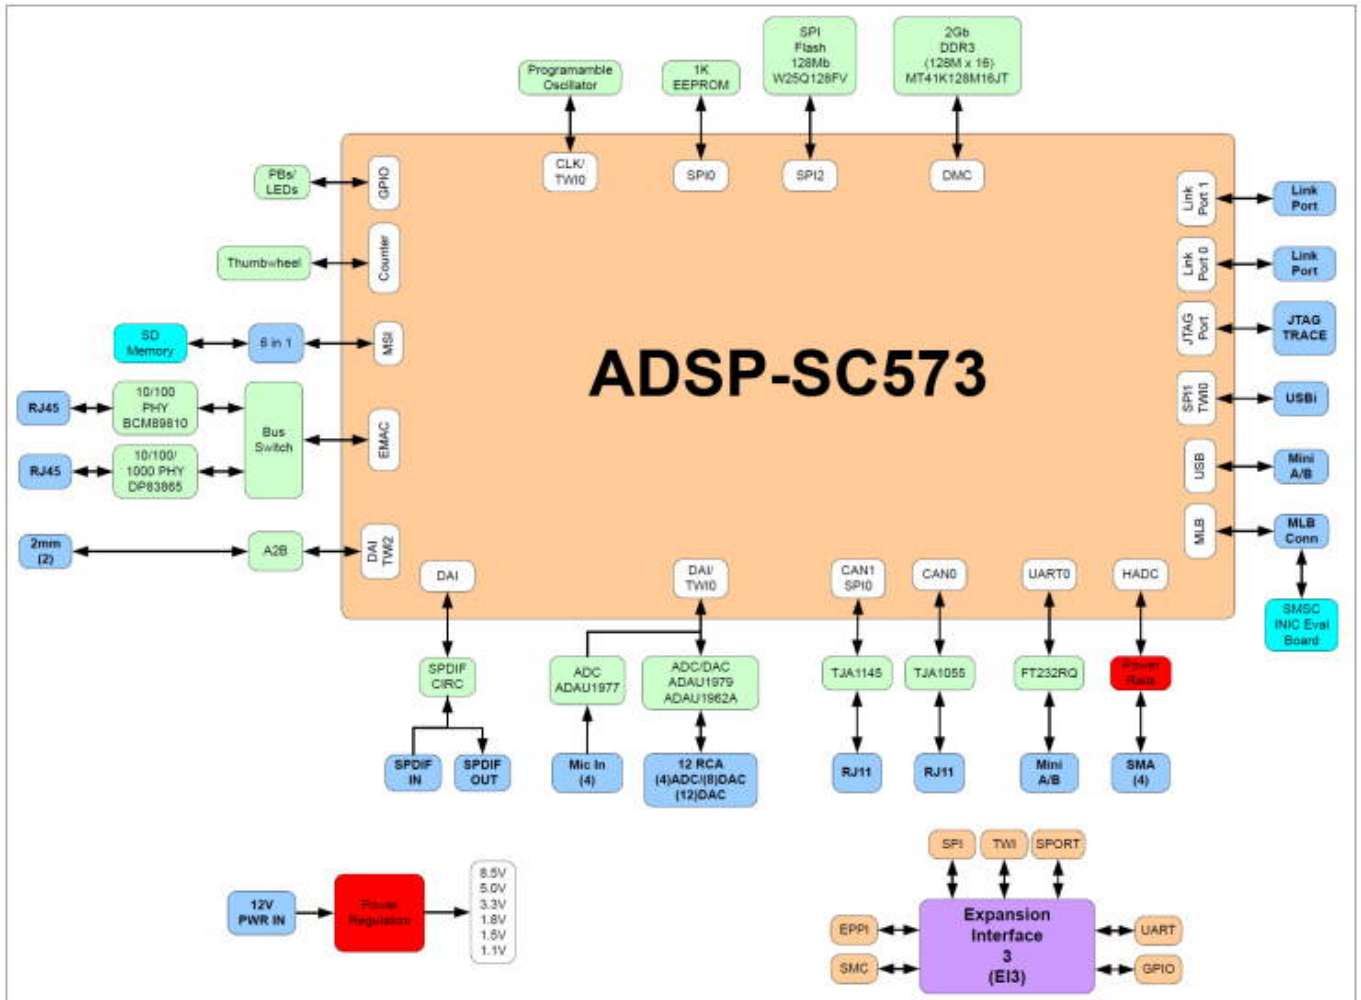 SPI
Flash
128Mb
W25Q128FV
2Gb
DDR3
(128M x 16)
MT41K128M16JT
Programamble
Oscillator
1K
EEPROM
CLK/
TWI0
SPI0
SPI2
DMC
PBs/
LEDs
GPIO
Link
Port 1
Link
Port
Thumbwheel
Counter
Link
Port 0
Link
Port
SD
Memory
6 in 1
MSI
JTAG
Port
JTAG
TRACE
ADSP-SC573
RJ45
10/100
PHY
BCM89810
Bus
Switch
EMAC
SPI1
TWI0
USBi
RJ45
10/100/
1000 PHY
DP83865
USB
Mini
A/B
2mm
(2)
A2B
DAI
TWI2
MLB
MLB
Conn
DAI
DAI/
TWI0
CAN1
SPI0
CAN0
UART0
HADC
SMSC
INIC Eval
Board
SPDIF
CIRC
ADC
ADAU1977
ADC/DAC
ADAU1979
ADAU1962A
TJA1145
TJA1055
FT232RQ
Power
Rails
SPDIF
IN
SPDIF
OUT
Mic In
(4)
12 RCA
(4)ADC/(8)DAC
(12)DAC
RJ11
RJ11
Mini
A/B
SMA
(4)
12V
PWR IN
Power
Regulation
8.5V
5.0V
3.3V
1.8V
1.5V
1.1V
SPI
TWI
SPORT
EPPI
SMC
Expansion
Interface
3
(EI3)
UART
GPIO